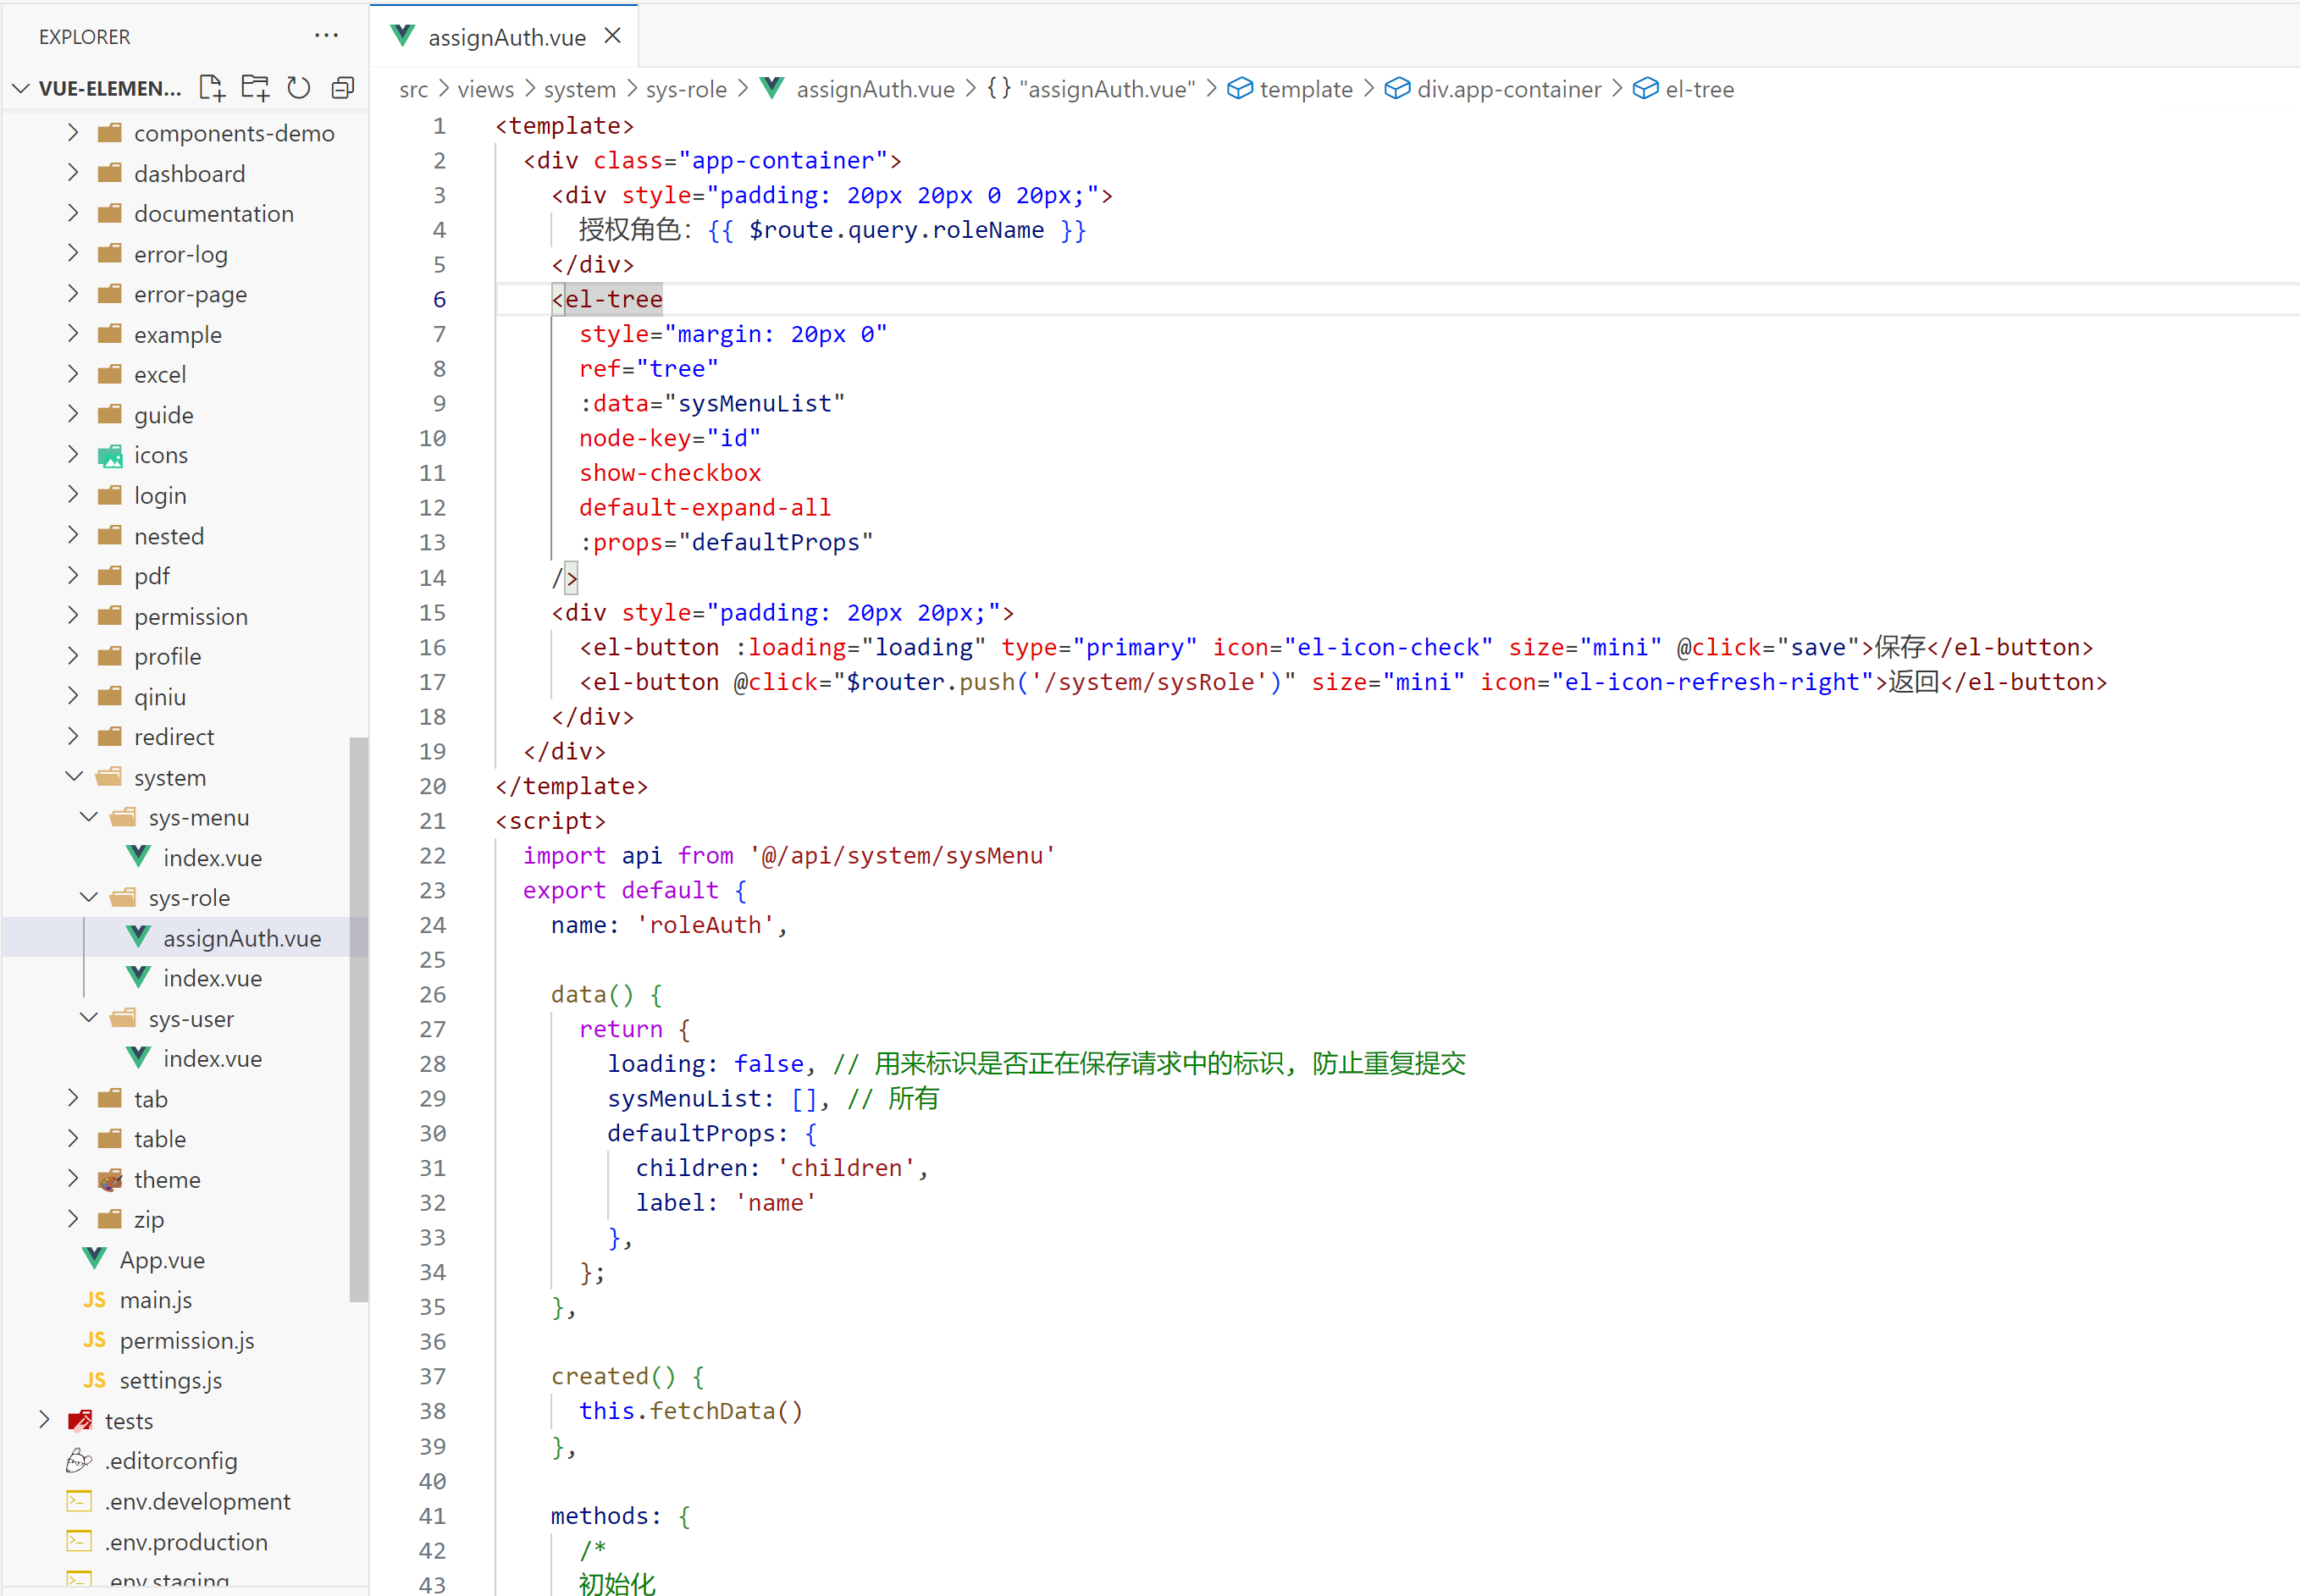 EXPLORER
VUE-ELEMEN...
components-demo
dashboard
documentation
error-log
error-page
example
excel
guide
icons
login
nested
pdf
permission
profile
qiniu
redirect
system
sys-menu
index.vue
sys-role
assignAuth.vue
index.vue
sys-user
index.vue
tab
table
theme
zip
App.vue
JS main.js
JS permission.js
JS settings.js
tests
.editorconfig
.env.development
.env.production
.env.staging
assignAuth.vue
src > views > system > sys-role > assignAuth.vue > {} "assignAuth.vue" > template > div.app-container > el-tree
1 <template>
2 <div class="app-container">
3 <div style="padding: 20px 20px 0 20px;">
4 授权角色：{{ $route.query.roleName }}
5 </div>
6 <el-tree
7 style="margin: 20px 0"
8 ref="tree"
9 :data="sysMenuList"
10 node-key="id"
11 show-checkbox
12 default-expand-all
13 :props="defaultProps"
14 />
15 <div style="padding: 20px 20px;">
16 <el-button :loading="loading" type="primary" icon="el-icon-check" size="mini" @click="save">保存</el-button>
17 <el-button @click="$router.push('/system/sysRole')" size="mini" icon="el-icon-refresh-right">返回</el-button>
18 </div>
19 </div>
20 </template>
21 <script>
22 import api from '@/api/system/sysMenu'
23 export default {
24 name: 'roleAuth',
25
26 data() {
27 return {
28 loading: false, // 用来标识是否正在保存请求中的标识, 防止重复提交
29 sysMenuList: [], // 所有
30 defaultProps: {
31 children: 'children',
32 label: 'name'
33 },
34 };
35 },
36
37 created() {
38 this.fetchData()
39 },
40
41 methods: {
42 /*
43 初始化